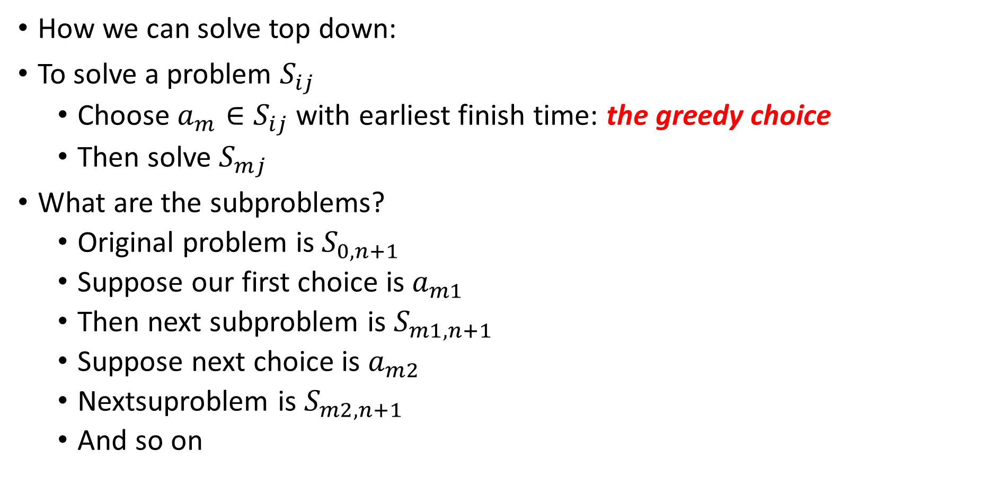 • How we can solve top down:
• To solve a problem $S_{ij}$
• Choose $a_m \in S_{ij}$ with earliest finish time: the greedy choice
• Then solve $S_{mj}$
• What are the subproblems?
• Original problem is $S_{0,n+1}$
• Suppose our first choice is $a_{m1}$
• Then next subproblem is $S_{m1,n+1}$
• Suppose next choice is $a_{m2}$
• Nextsuproblem is $S_{m2,n+1}$
• And so on